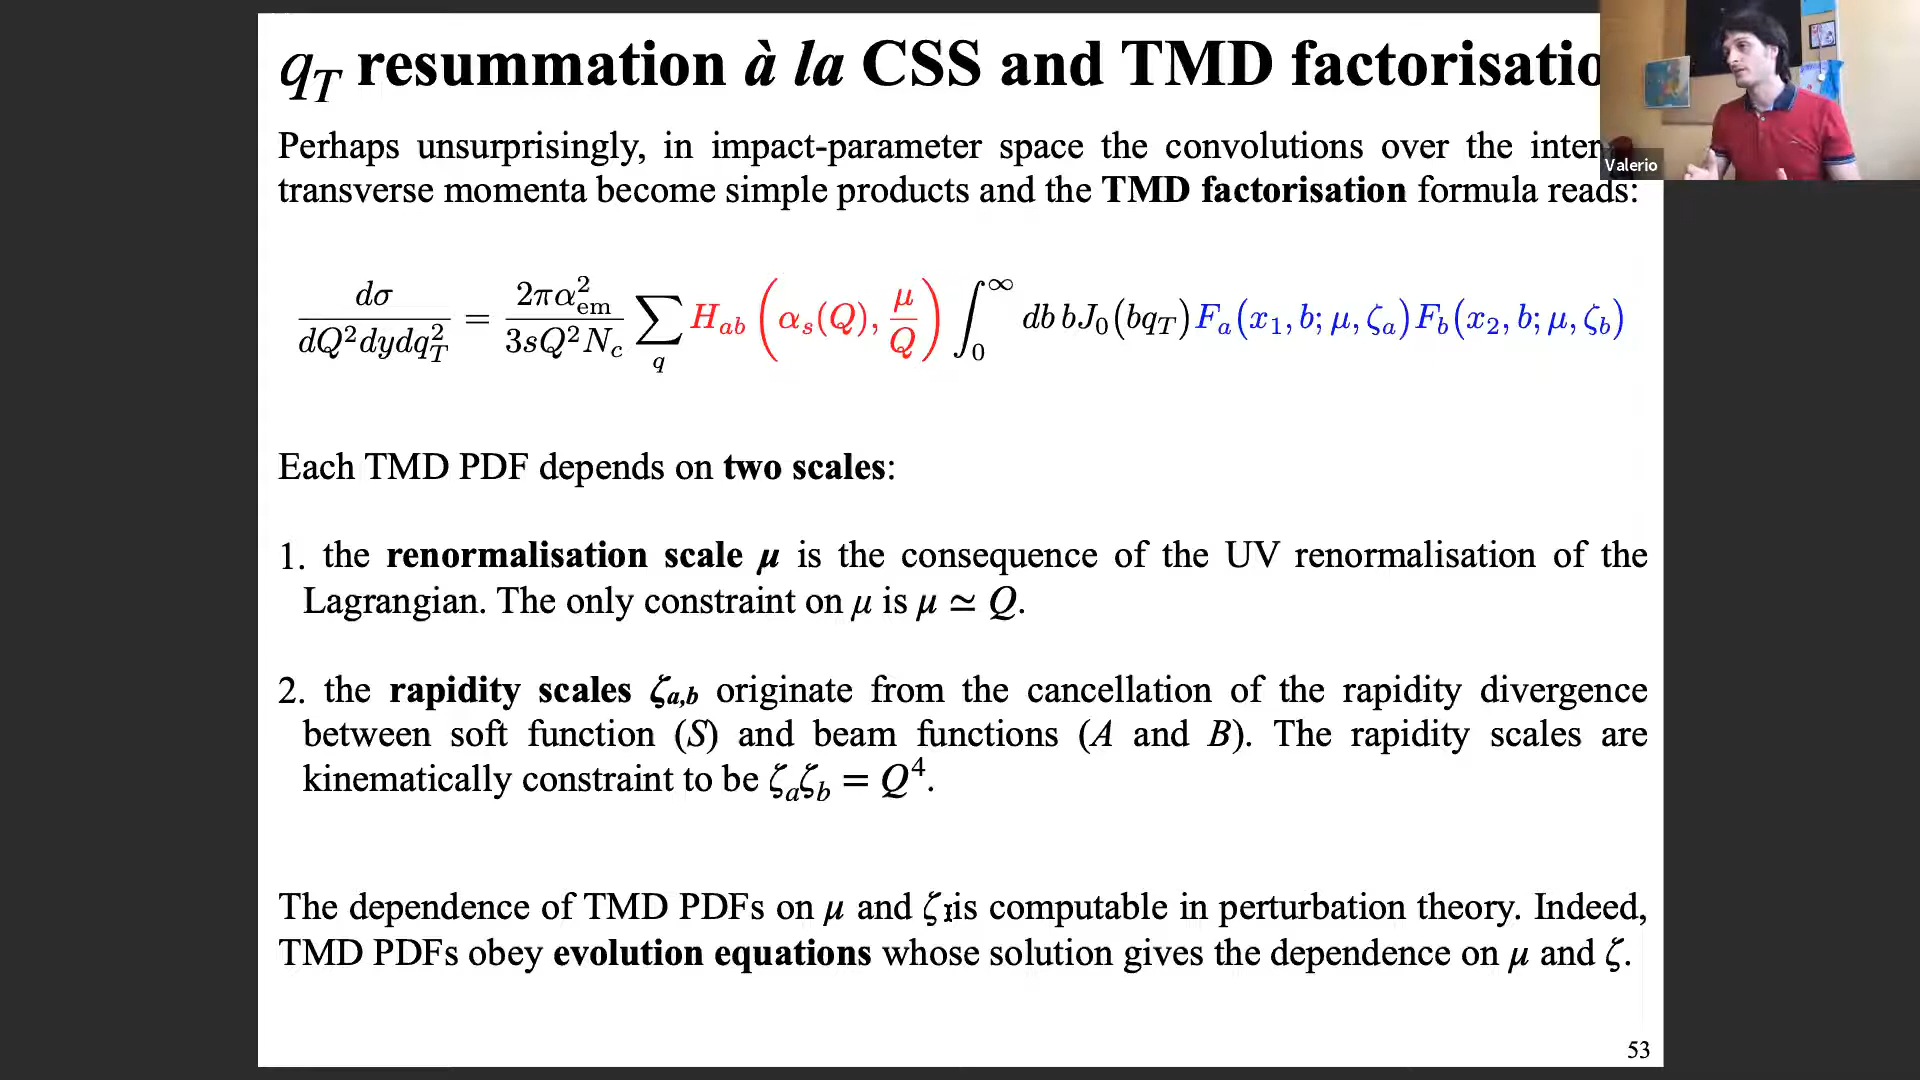 q_T resummation à la CSS and TMD factorisatio
Perhaps unsurprisingly, in impact-parameter space the convolutions over the inter
transverse momenta become simple products and the TMD factorisation formula reads:
Valerio
dσ/dQ²dydq_T² = 2πα_em²/3sQ²N_c ∑_q H_ab(α_s(Q), μ/Q) ∫_0^∞ db bJ_0(bq_T)F_a(x_1, b; μ, ζ_a)F_b(x_2, b; μ, ζ_b)
Each TMD PDF depends on two scales:
1. the renormalisation scale μ is the consequence of the UV renormalisation of the
Lagrangian. The only constraint on μ is μ ≃ Q.
2. the rapidity scales ζ_a,b originate from the cancellation of the rapidity divergence
between soft function (S) and beam functions (A and B). The rapidity scales are
kinematically constraint to be ζ_aζ_b = Q⁴.
The dependence of TMD PDFs on μ and ζ is computable in perturbation theory. Indeed,
TMD PDFs obey evolution equations whose solution gives the dependence on μ and ζ.
53